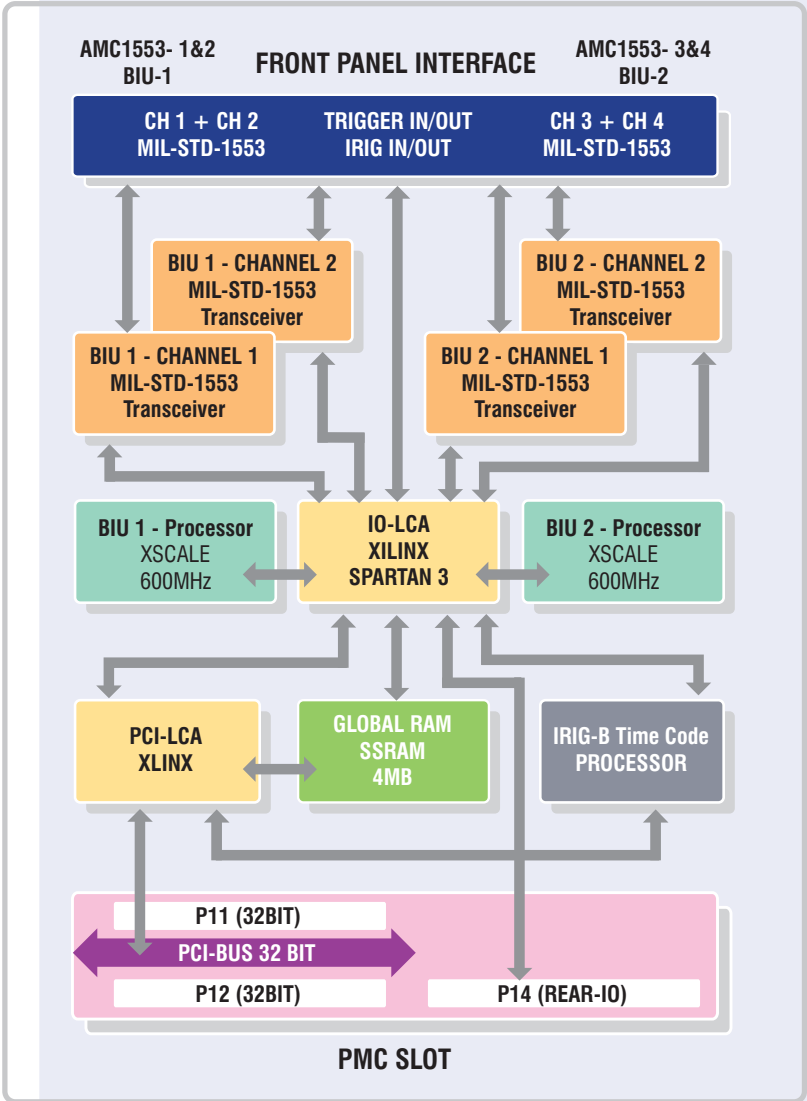 AMC1553- 1&2
BIU-1
FRONT PANEL INTERFACE
AMC1553- 3&4
BIU-2
CH 1 + CH 2
MIL-STD-1553
TRIGGER IN/OUT
IRIG IN/OUT
CH 3 + CH 4
MIL-STD-1553
BIU 1 - CHANNEL 2
MIL-STD-1553
Transceiver
BIU 2 - CHANNEL 2
MIL-STD-1553
Transceiver
BIU 1 - CHANNEL 1
MIL-STD-1553
Transceiver
BIU 2 - CHANNEL 1
MIL-STD-1553
Transceiver
BIU 1 - Processor
XSCALE
600MHz
IO-LCA
XILINX
SPARTAN 3
BIU 2 - Processor
XSCALE
600MHz
PCI-LCA
XLINX
GLOBAL RAM
SSRAM
4MB
IRIG-B Time Code
PROCESSOR
P11 (32BIT)
PCI-BUS 32 BIT
P12 (32BIT)
P14 (REAR-IO)
PMC SLOT